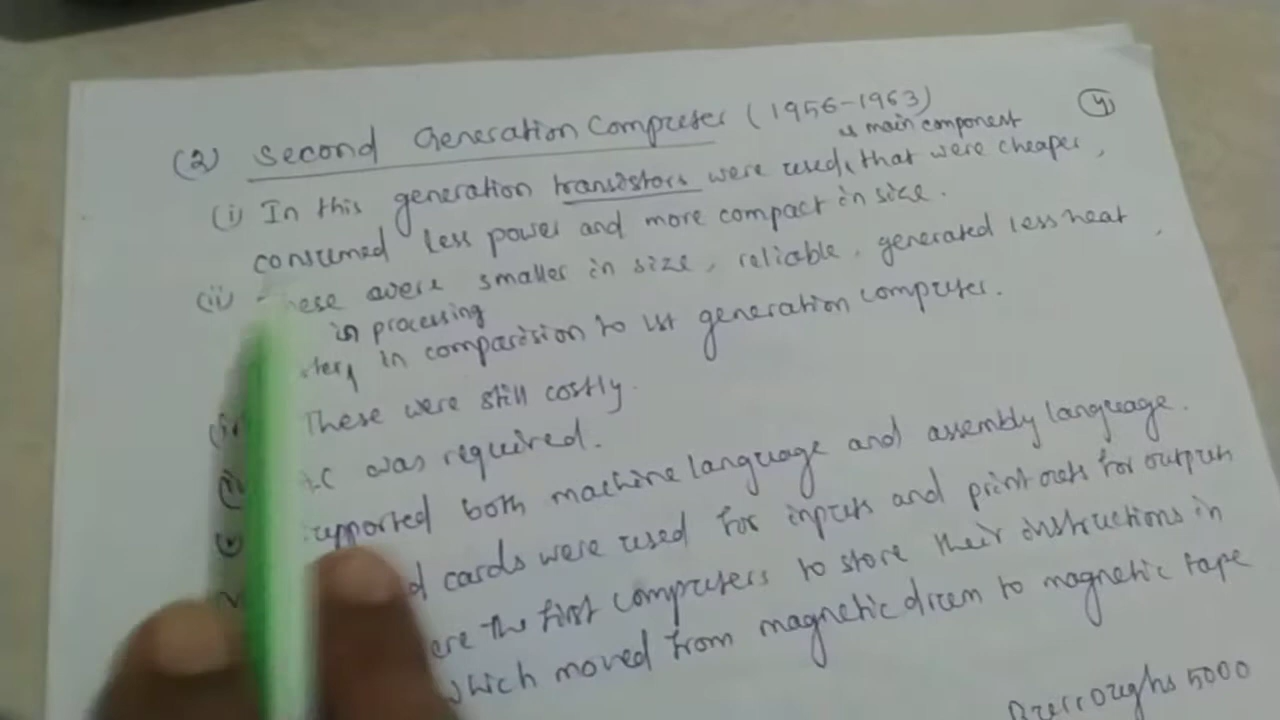 (2) Second Generation Computer (1956-1963)
4
as main component
(i) In this generation transistors were used, that were cheaper,
consumed less power and more compact in size.
(ii) These were smaller in size, reliable, generated less heat,
in processing
in comparision to 1st generation computer.
These were still costly.
AC was required.
supported both machine language and assembly language.
cards were used for inputs and print outs for outputs
the first computers to store their instructions in
which moved from magnetic drum to magnetic tape
Burroughs 5000